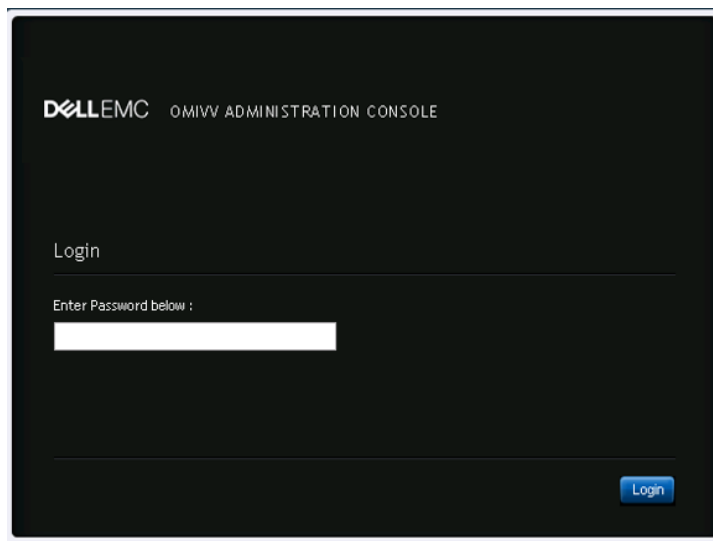 DELLEMC OMIVV ADMINISTRATION CONSOLE
Login
Enter Password below :
Login